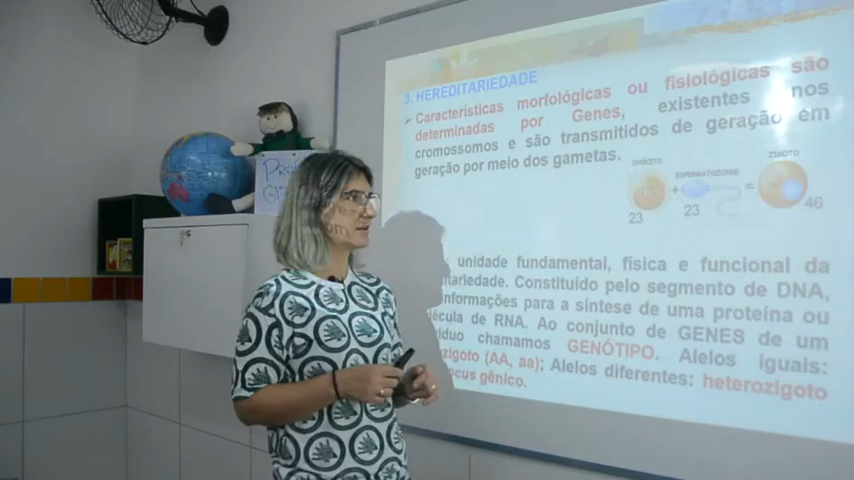 3. HEREDITARIEDADE
Características morfológicas ou fisiológicas são
determinadas por Genes, existentes nos
cromossomos e são transmitidos de geração em
geração por meio dos gametas.
OVÓCITO ESPERMATOZOIDE ZIGOTO
+ =
23 23 46
unidade fundamental, física e funcional da
Constituído pelo segmento de DNA,
informações para a síntese de uma proteína ou
de RNA. Ao conjunto de GENES de um
chamamos GENÓTIPO. Alelos iguais:
(AA, aa); Alelos diferentes: heterozigoto
gênico.